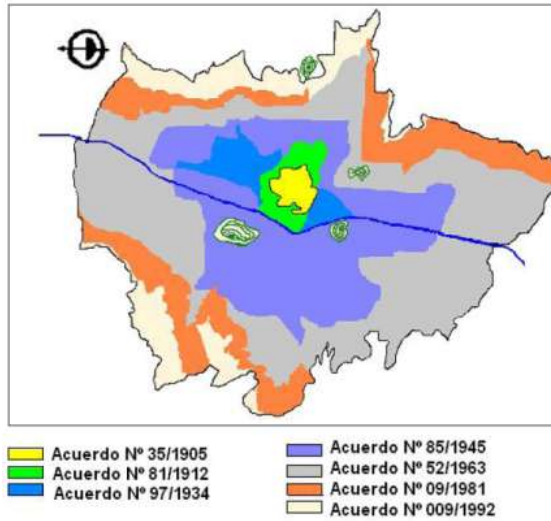 Acuerdo Nº 35/1905
Acuerdo Nº 81/1912
Acuerdo Nº 97/1934
Acuerdo Nº 85/1945
Acuerdo Nº 52/1963
Acuerdo Nº 09/1981
Acuerdo Nº 009/1992